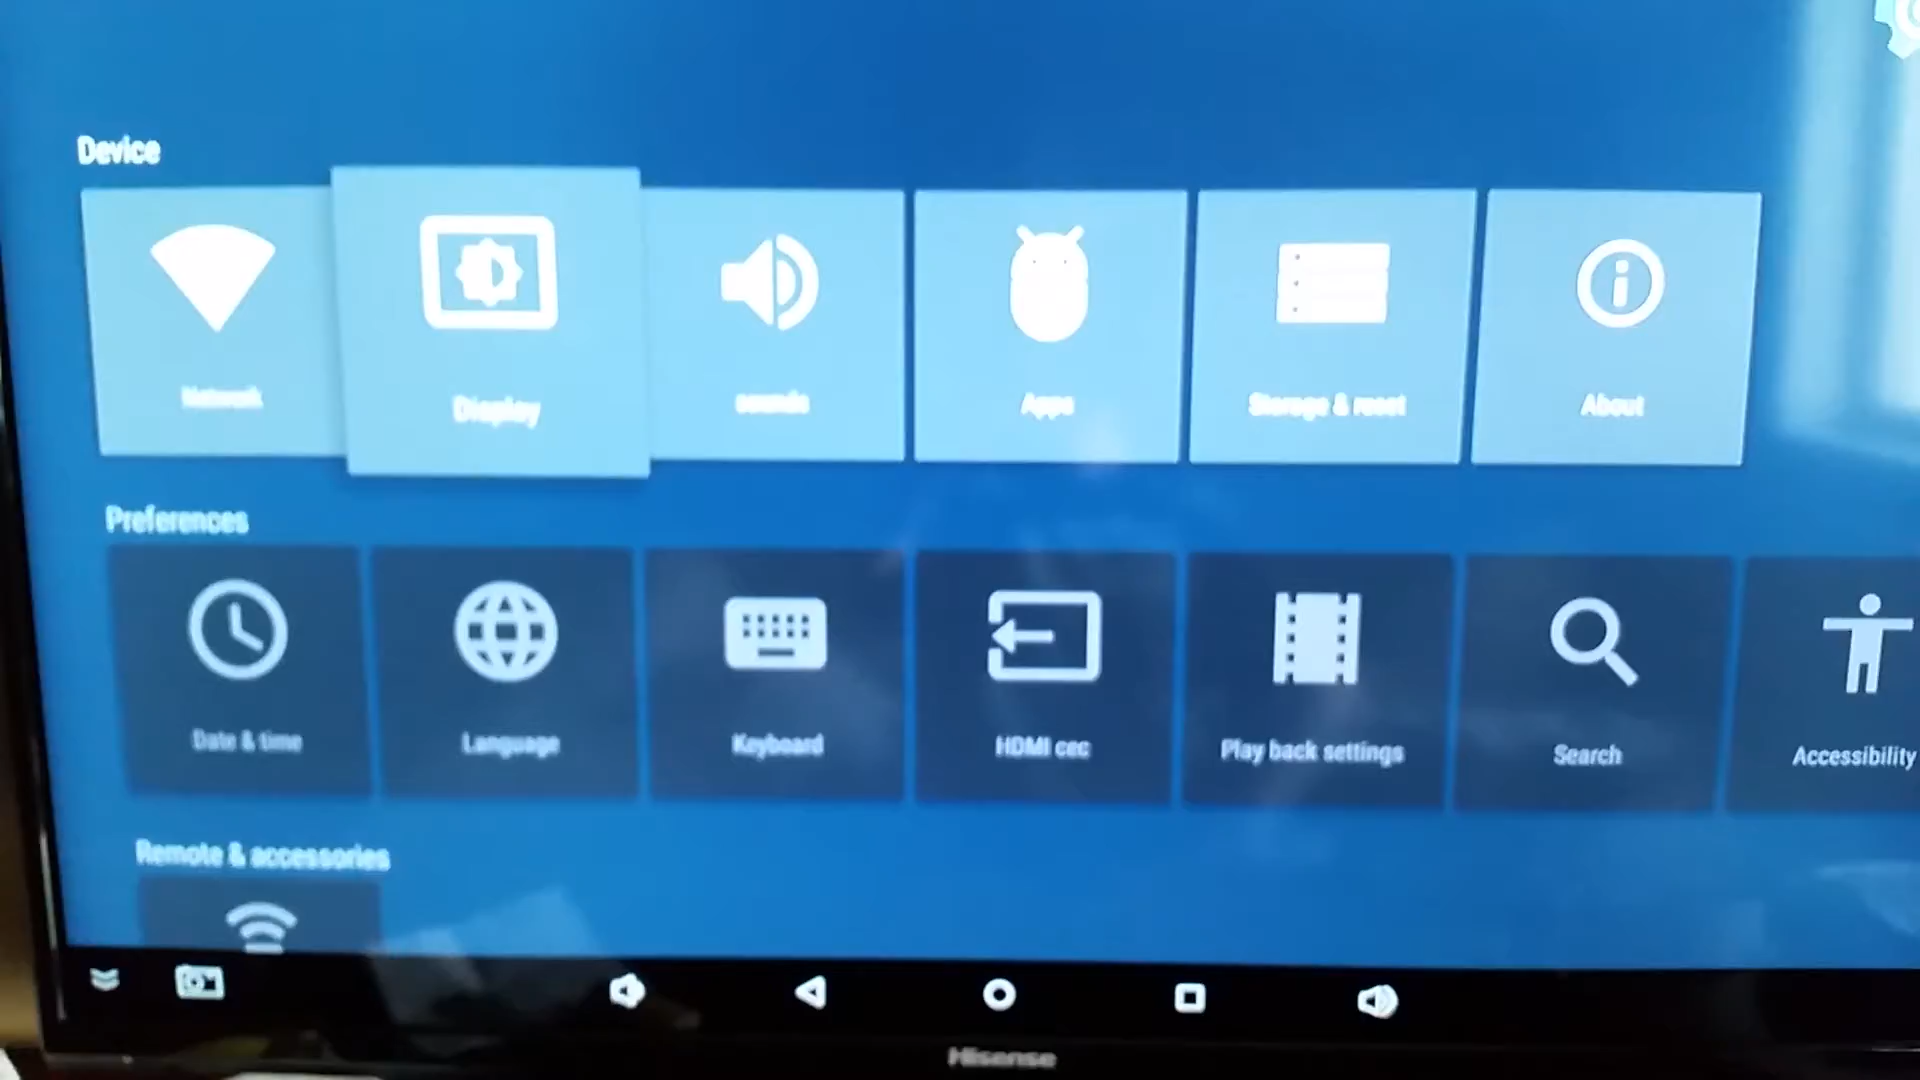 Device
Network
Display
sounds
Apps
Storage & reset
About
Preferences
Date & time
Language
Keyboard
HDMI cec
Play back settings
Search
Accessibility
Remote & accessories
Hisense